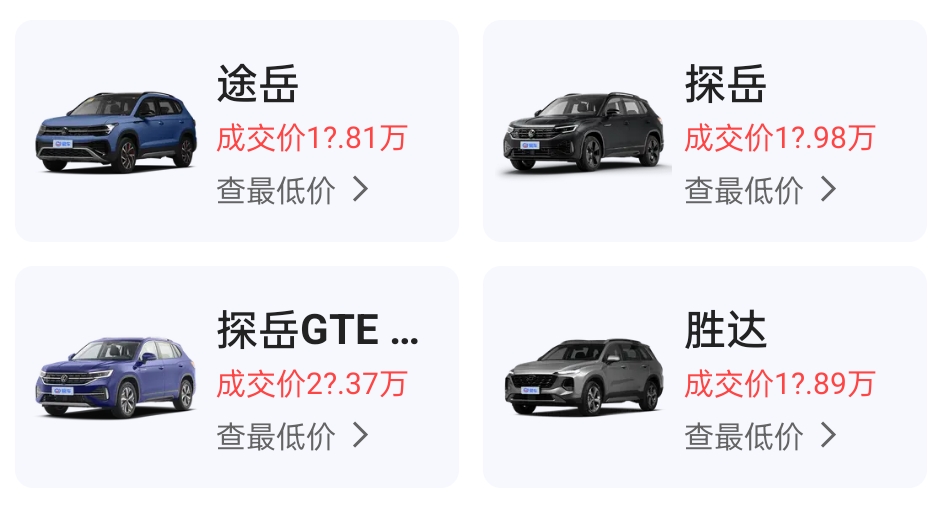 途岳
成交价1?.81万
查最低价
探岳
成交价1?.98万
查最低价
探岳GTE ...
成交价2?.37万
查最低价
胜达
成交价1?.89万
查最低价